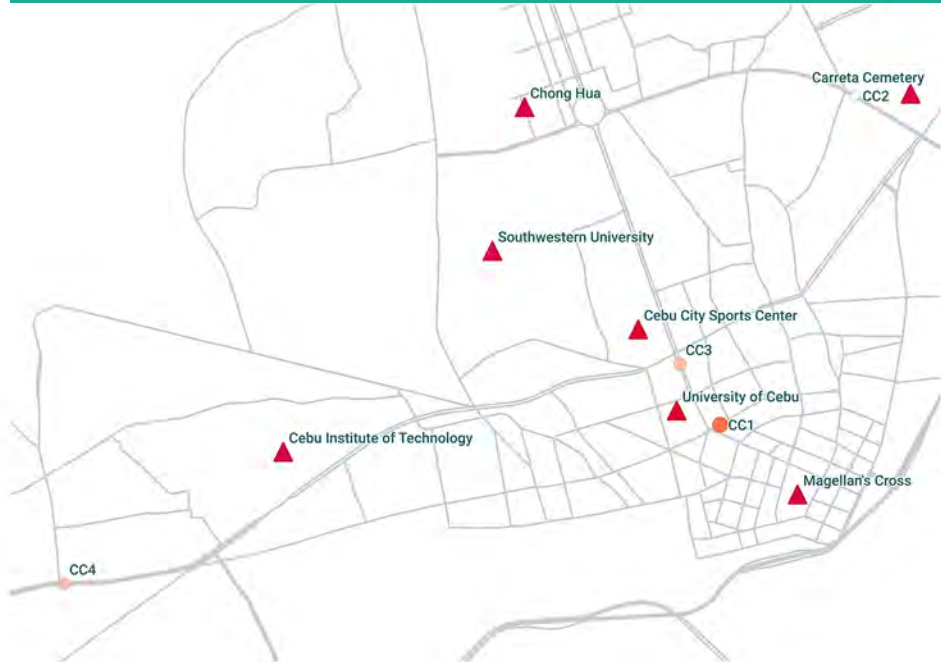 Carreta Cemetery
CC2
Chong Hua
Southwestern University
Cebu City Sports Center
CC3
University of Cebu
CC1
Cebu Institute of Technology
Magellan's Cross
CC4